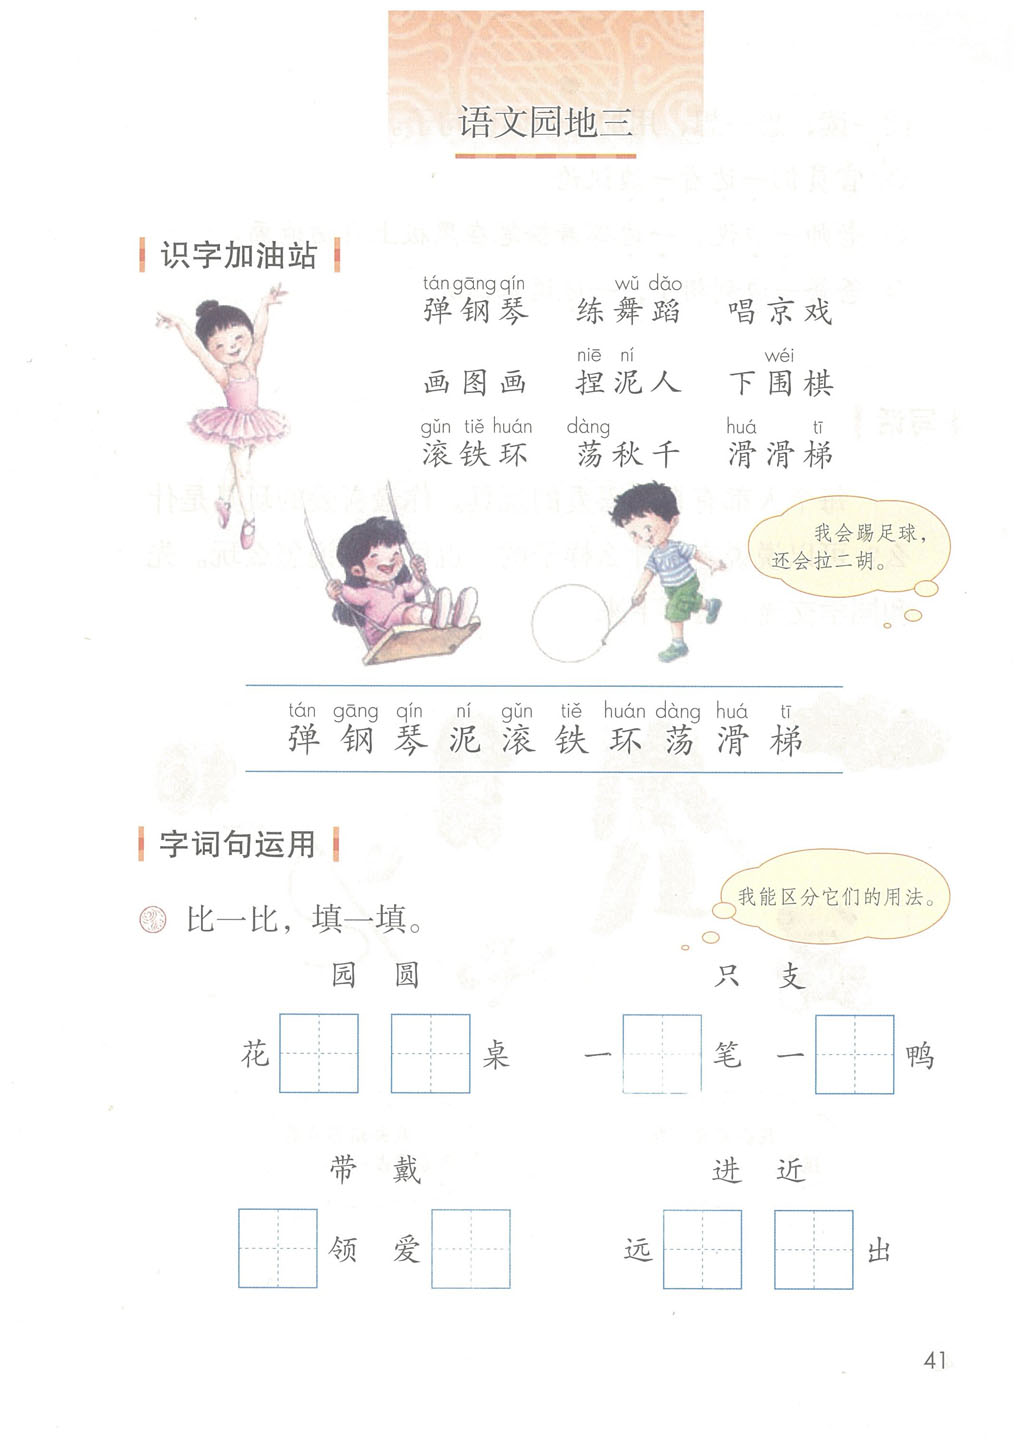 语文园地三
识字加油站
tán gāng qín wǔ dǎo
弹钢琴 练舞蹈 唱京戏
niē ní wéi
画图画 捏泥人 下围棋
gǔn tiě huán dàng huá tī
滚铁环 荡秋千 滑滑梯
我会踢足球，
还会拉二胡。
tán gāng qín ní gǔn tiě huán dàng huá tī
弹 钢 琴 泥 滚 铁 环 荡 滑 梯
字词句运用
我能区分它们的用法。
比一比，填一填。
园 圆 只 支
花 桌 一 笔 一 鸭
带 戴 进 近
领 爱 远 出
41